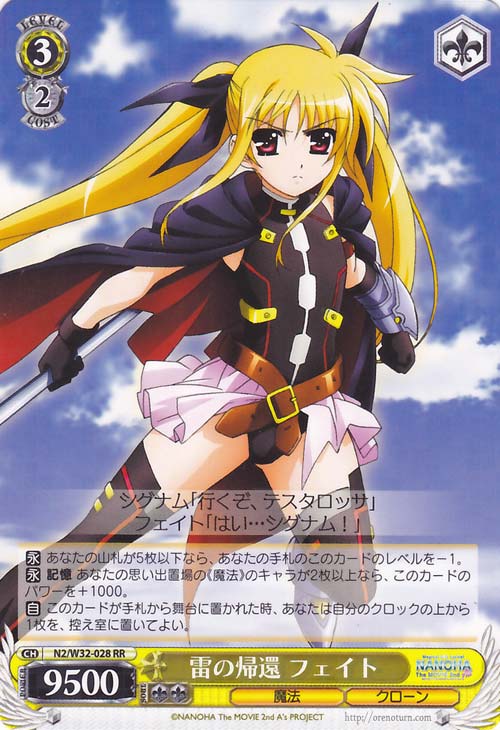 LEVEL
3
2
COST
シグナム「行くぞ、テスタロッサ」
フェイト「はい…シグナム！」
永 あなたの山札が5枚以下なら、あなたの手札のこのカードのレベルを－1。
永 記憶 あなたの思い出置場の《魔法》のキャラが2枚以上なら、このカードの
パワーを＋1000。
自 このカードが手札から舞台に置かれた時、あなたは自分のクロックの上から
1枚を、控え室に置いてよい。
CH N2/W32-028 RR
雷の帰還 フェイト
POWER 9500 SOUL
魔法 クローン
NANOHA
The MOVIE 2nd A's
©NANOHA The MOVIE 2nd A's PROJECT
http://orenoturn.com